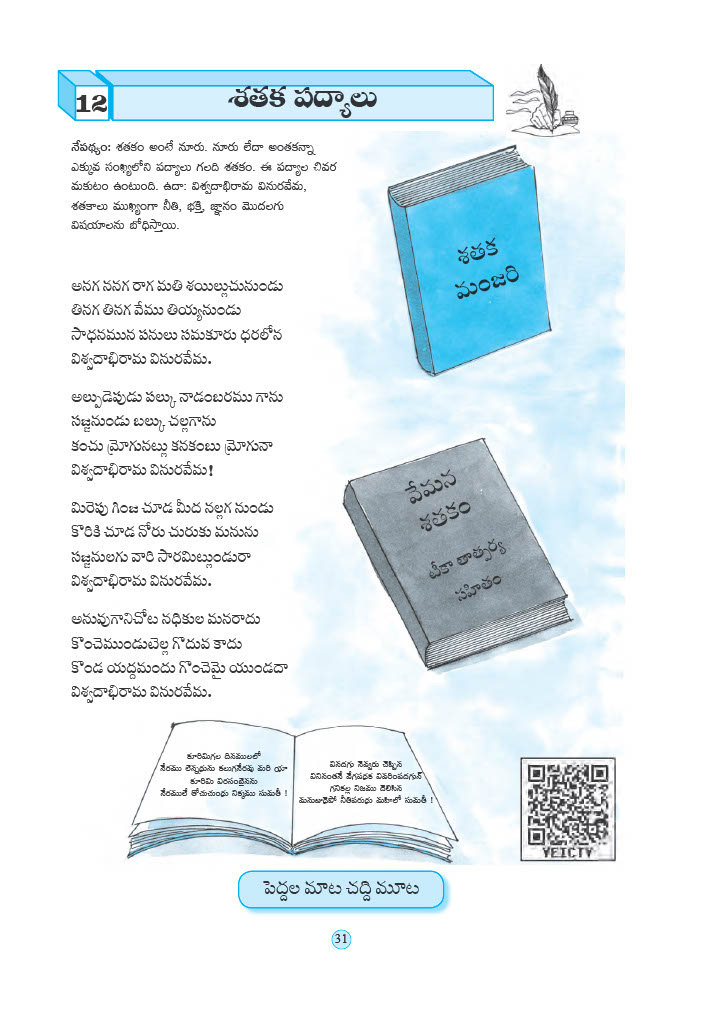 12
శతక పద్యాలు
నేపథ్యం: శతకం అంటే నూరు. నూరు లేదా అంతకన్నా
ఎక్కువ సంఖ్యలోని పద్యాలు గలది శతకం. ఈ పద్యాల చివర
మకుటం ఉంటుంది. ఉదా: విశ్వదాభిరామ వినురవేమ,
శతకాలు ముఖ్యంగా నీతి, భక్తి, జ్ఞానం మొదలగు
విషయాలను బోధిస్తాయి.
శతక
మంజరి
అనగ ననగ రాగ మతి శయిల్లుచునుండు
తినగ తినగ వేము తియ్యనుండు
సాధనమున పనులు సమకూరు ధరలోన
విశ్వదాభిరామ వినురవేమ.
అల్పుడెపుడు పల్కు నాడంబరము గాను
సజ్జనుండు బల్కు చల్లగాను
కంచు మ్రోగునట్లు కనకంబు మ్రోగునా
విశ్వదాభిరామ వినురవేమ!
వేమన
శతకం
టీకా తాత్పర్య
సహితం
మిరెపు గింజ చూడ మీద నల్లగ నుండు
కొరికి చూడ నోరు చురుకు మనును
సజ్జనులగు వారి సారమిట్లుండురా
విశ్వదాభిరామ వినురవేమ.
అనువుగానిచోట నధికుల మనరాదు
కొంచెముండుటెల్ల గొదువ కాదు
కొండ యద్దమందు గొంచెమై యుండదా
విశ్వదాభిరామ వినురవేమ.
కూరిమిగల దినములలో
నేరము లెన్నఁడును కలుగనేరవు మరి యా
కూరిమి విరసంబైనను
నేరములే తోచుచుండు నిక్కము సుమతీ !
వినదగు నెవ్వరు చెప్పిన
వినినంతనే వేగపడక వివరింపదగున్
గనికల్ల నిజము దెలిసిన
మనుజుఁడెపో నీతిపరుఁడు మహిలో సుమతీ !
YEICTV
పెద్దల మాట చద్ది మూట
31